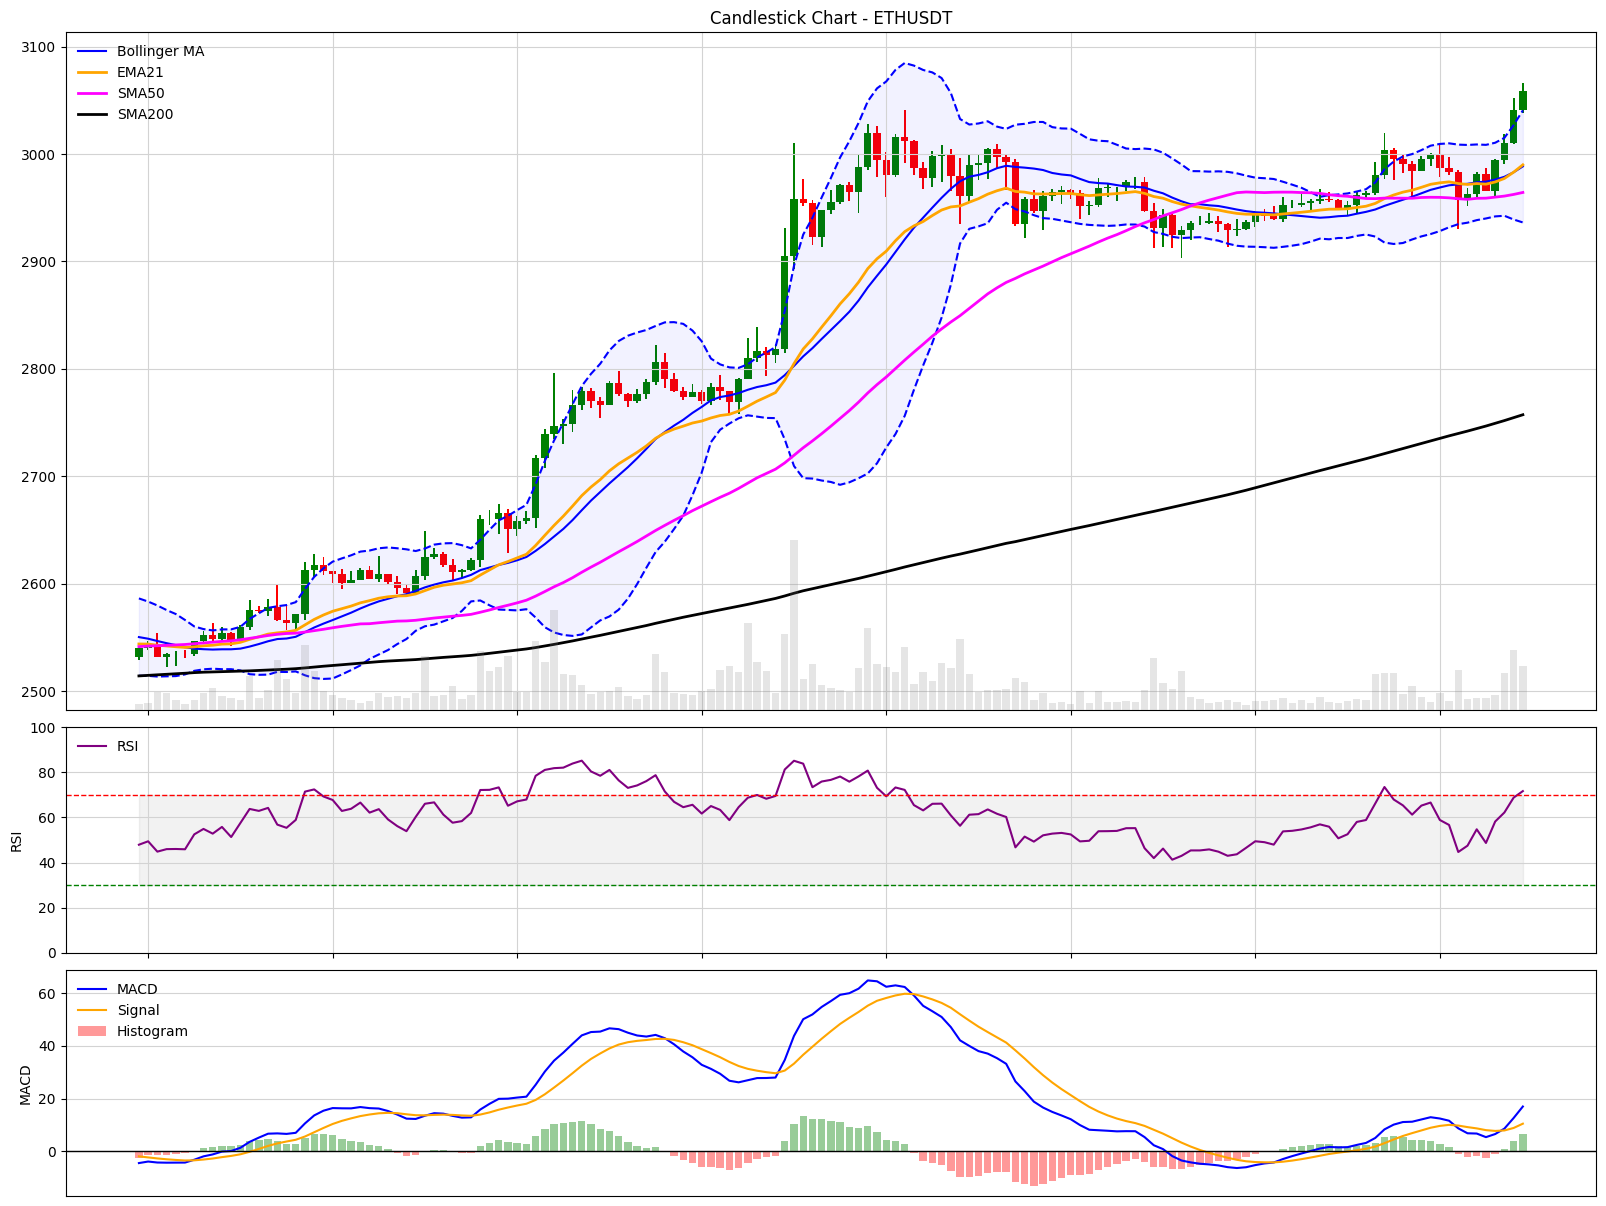 Candlestick Chart - ETHUSDT
Bollinger MA
EMA21
SMA50
SMA200
3100
3000
2900
2800
2700
2600
2500
RSI
100
80
60
40
20
0
RSI
MACD
Signal
Histogram
60
40
20
0
MACD